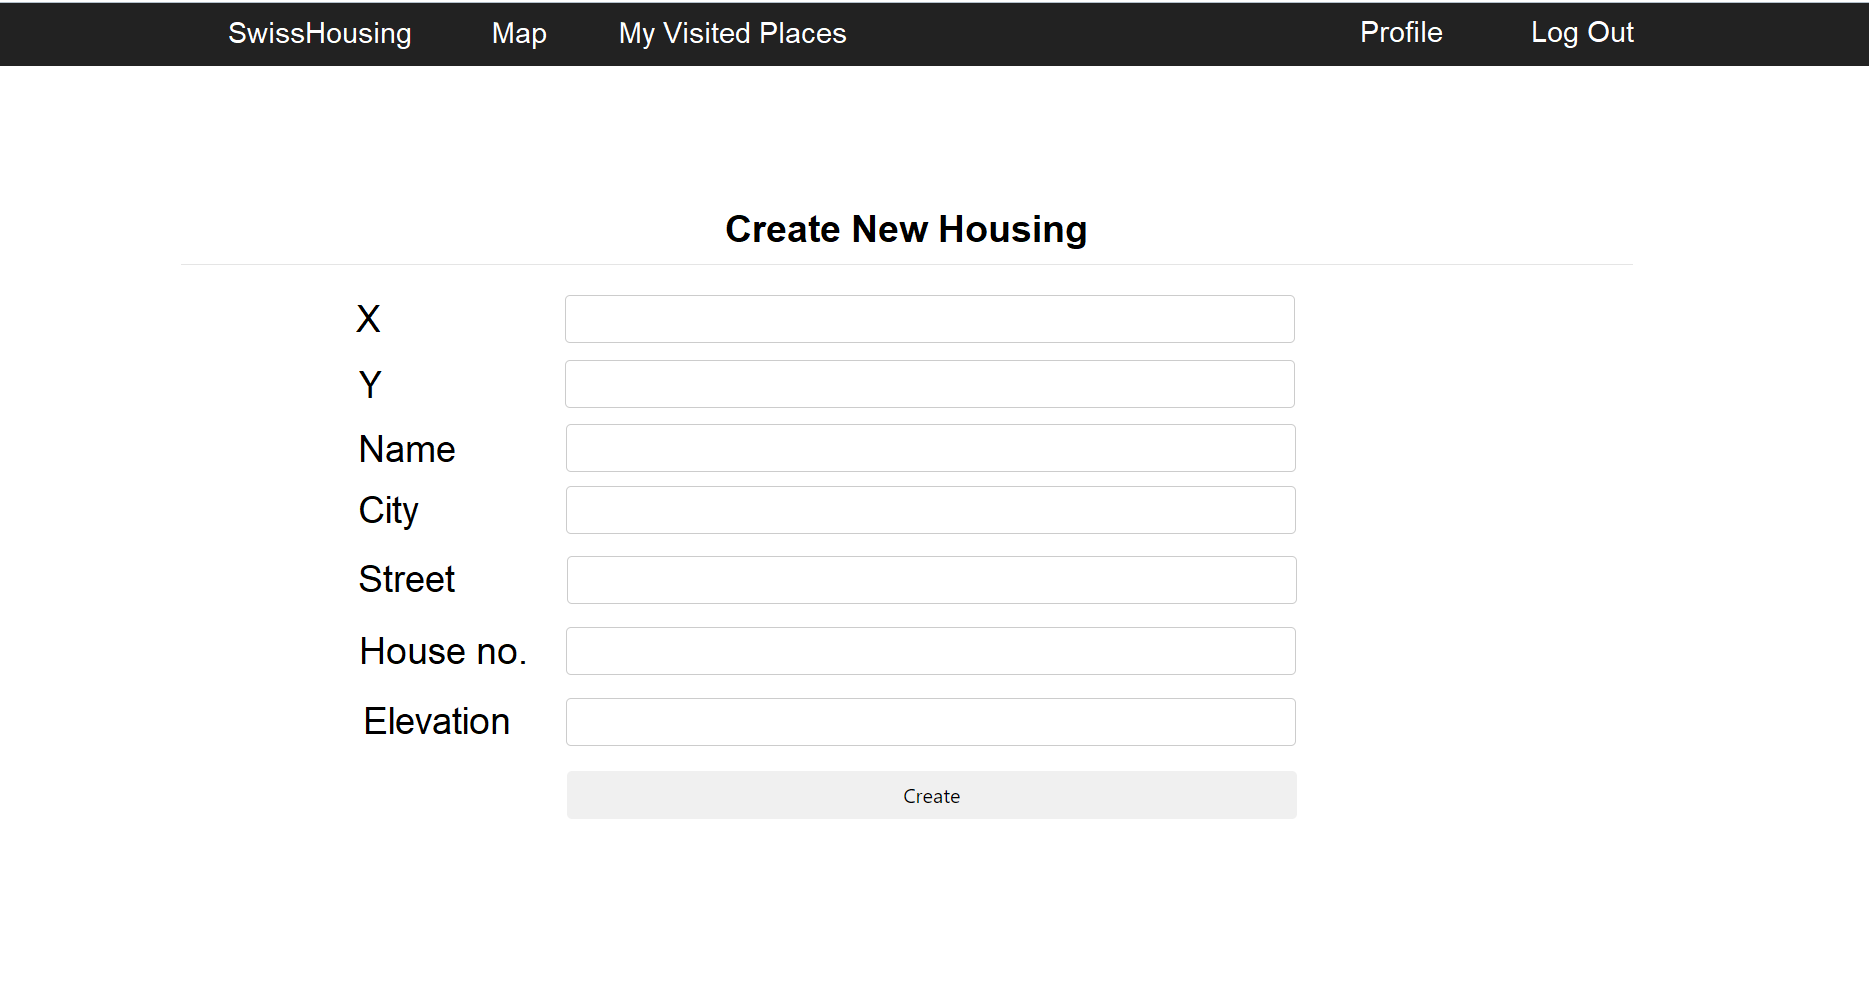 SwissHousing Map My Visited Places Profile Log Out
Create New Housing
X
Y
Name
City
Street
House no.
Elevation
Create